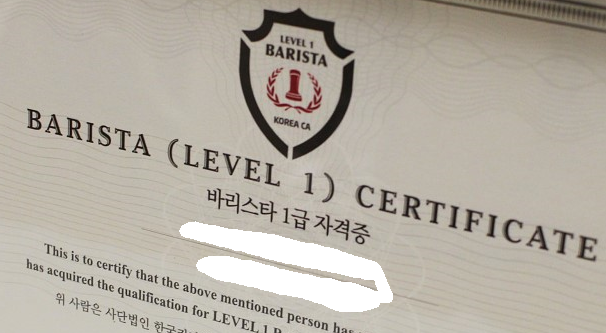 LEVEL 1
BARISTA
KOREA CA
BARISTA (LEVEL 1) CERTIFICATE
바리스타 1급 자격증
This is to certify that the above mentioned person has
has acquired the qualification for LEVEL 1
위 사람은 사단법인